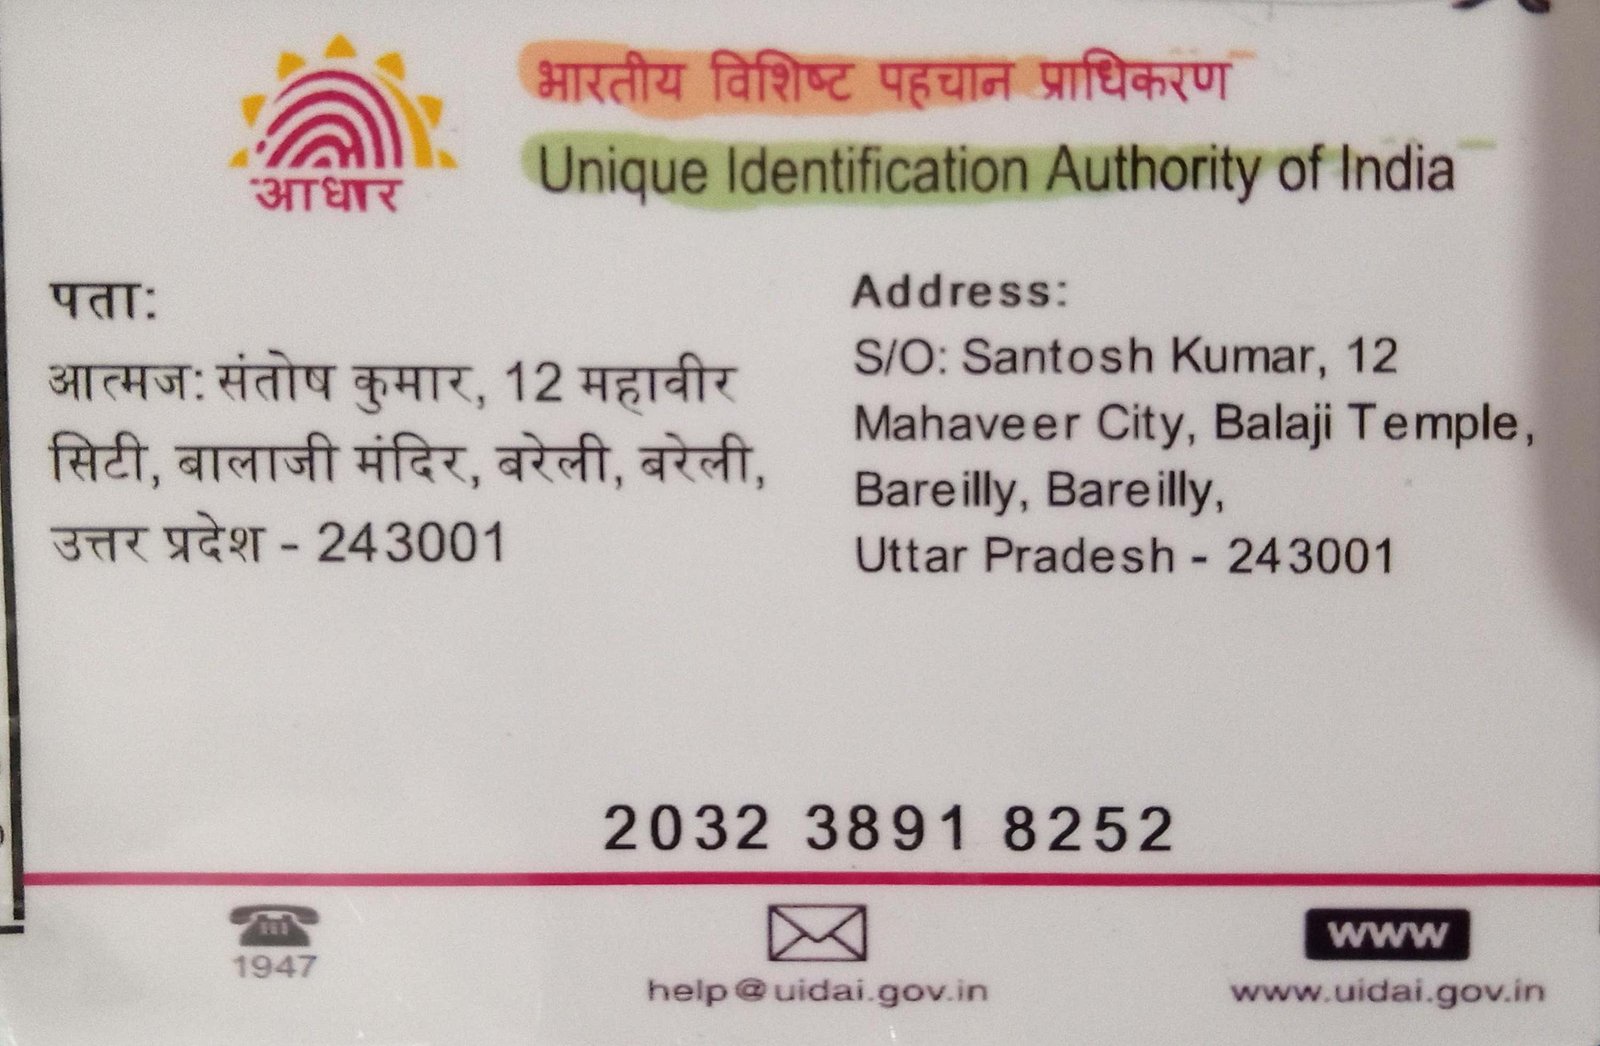 भारतीय विशिष्ट पहचान प्राधिकरण
Unique Identification Authority of India
आधार
पता:
आत्मज: संतोष कुमार, 12 महावीर
सिटी, बालाजी मंदिर, बरेली, बरेली,
उत्तर प्रदेश - 243001
Address:
S/O: Santosh Kumar, 12
Mahaveer City, Balaji Temple,
Bareilly, Bareilly,
Uttar Pradesh - 243001
2032 3891 8252
1947
help@uidai.gov.in
www
www.uidai.gov.in